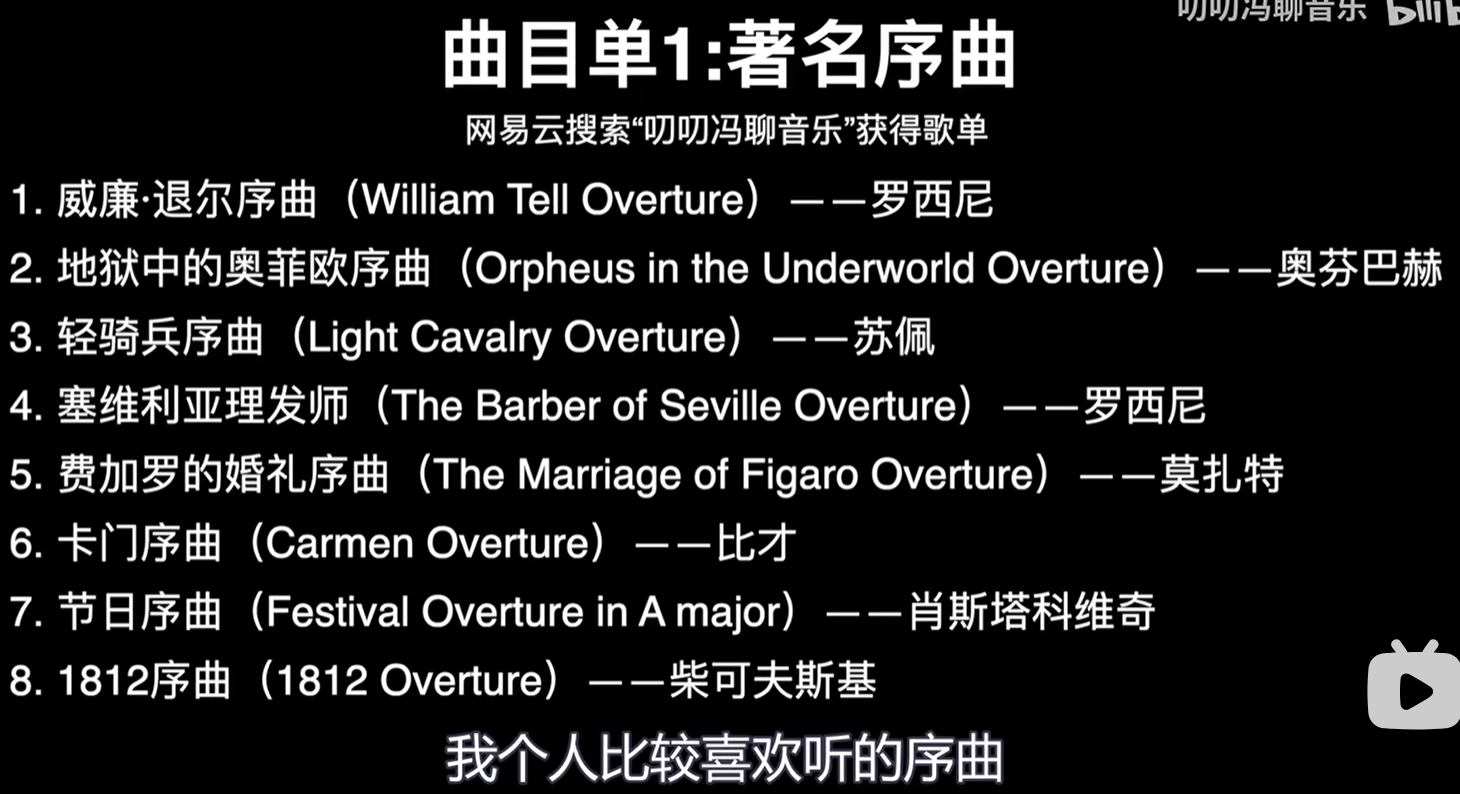 叨叨冯聊音乐 bilib
曲目单1:著名序曲
网易云搜索“叨叨冯聊音乐”获得歌单
1. 威廉·退尔序曲（William Tell Overture）——罗西尼
2. 地狱中的奥菲欧序曲（Orpheus in the Underworld Overture）——奥芬巴赫
3. 轻骑兵序曲（Light Cavalry Overture）——苏佩
4. 塞维利亚理发师（The Barber of Seville Overture）——罗西尼
5. 费加罗的婚礼序曲（The Marriage of Figaro Overture）——莫扎特
6. 卡门序曲（Carmen Overture）——比才
7. 节日序曲（Festival Overture in A major）——肖斯塔科维奇
8. 1812序曲（1812 Overture）——柴可夫斯基
我个人比较喜欢听的序曲